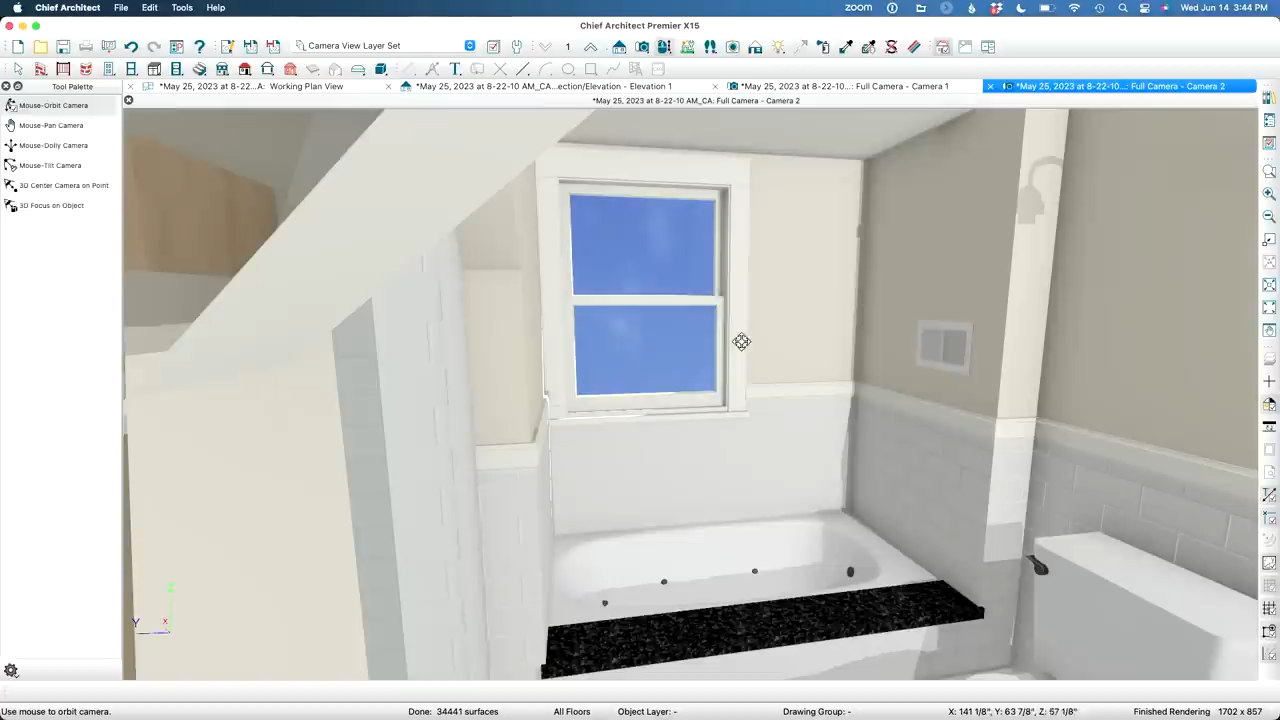 Chief Architect File Edit Tools Help zoom Wed Jun 14 3:44 PM
Chief Architect Premier X15
Camera View Layer Set 1
Tool Palette
*May 25, 2023 at 8-22...A: Working Plan View
*May 25, 2023 at 8-22-10 AM_CA...ection/Elevation - Elevation 1
*May 25, 2023 at 8-22-10...: Full Camera - Camera 1
*May 25, 2023 at 8-22-10...: Full Camera - Camera 2
*May 25, 2023 at 8-22-10 AM_CA: Full Camera - Camera 2
Mouse-Orbit Camera
Mouse-Pan Camera
Mouse-Dolly Camera
Mouse-Tilt Camera
3D Center Camera on Point
3D Focus on Object
Z
Y X
Use mouse to orbit camera. Done: 34441 surfaces All Floors Object Layer: - Drawing Group: - X: 141 1/8", Y: 63 7/8", Z: 57 1/8" Finished Rendering 1702 x 857